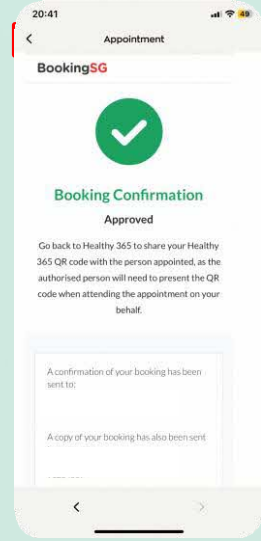 20:41
49
Appointment
BookingSG
Booking Confirmation
Approved
Go back to Healthy 365 to share your Healthy
365 QR code with the person appointed, as the
authorised person will need to present the QR
code when attending the appointment on your
behalf.
A confirmation of your booking has been
sent to:
A copy of your booking has also been sent